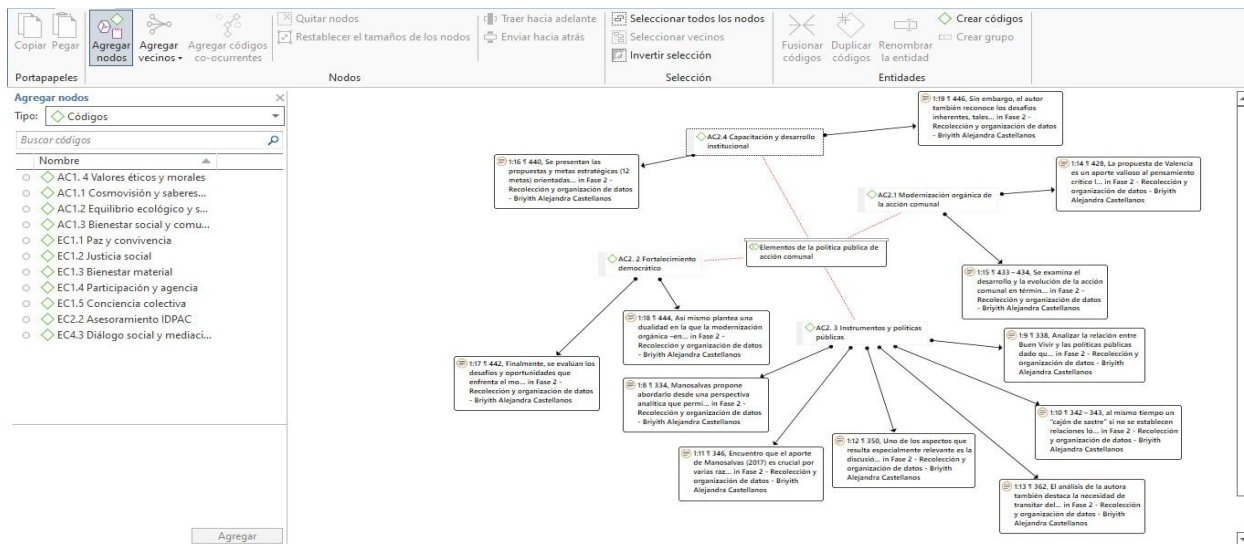 Copiar Pegar
Portapapeles
Agregar nodos
Agregar vecinos
Agregar códigos co-ocurrentes
Quitar nodos
Restablecer el tamaños de los nodos
Traer hacia adelante
Enviar hacia atrás
Nodos
Seleccionar todos los nodos
Seleccionar vecinos
Invertir selección
Selección
Fusionar códigos
Duplicar códigos
Renombrar la entidad
Crear códigos
Crear grupo
Entidades
Agregar nodos
Tipo: Códigos
Buscar códigos
Nombre
AC1. 4 Valores éticos y morales
AC1.1 Cosmovisión y saberes...
AC1.2 Equilibrio ecológico y s...
AC1.3 Bienestar social y comu...
EC1.1 Paz y convivencia
EC1.2 Justicia social
EC1.3 Bienestar material
EC1.4 Participación y agencia
EC1.5 Conciencia colectiva
EC2.2 Asesoramiento IDPAC
EC4.3 Diálogo social y mediaci...
Agregar
1:19 ¶ 446, Sin embargo, el autor
también reconoce los desafíos
inherentes, tales... in Fase 2 -
Recolección y organización de datos
- Briyith Alejandra Castellanos
AC2.4 Capacitación y desarrollo
institucional
1:16 ¶ 440, Se presentan las
propuestas y metas estratégicas (12
metas) orientadas... in Fase 2 -
Recolección y organización de datos
- Briyith Alejandra Castellanos
1:14 ¶ 428, La propuesta de Valencia
es un aporte valioso al pensamiento
crítico l... in Fase 2 - Recolección y
organización de datos - Briyith
Alejandra Castellanos
AC2.1 Modernización orgánica de
la acción comunal
Elementos de la política pública de
acción comunal
AC2. 2 Fortalecimiento
democrático
1:15 ¶ 433 – 434, Se examina el
desarrollo y la evolución de la acción
comunal en términ... in Fase 2 -
Recolección y organización de datos
- Briyith Alejandra Castellanos
1:18 ¶ 444, Así mismo plantea una
dualidad en la que la modernización
orgánica –en... in Fase 2 -
Recolección y organización de datos
- Briyith Alejandra Castellanos
AC2. 3 Instrumentos y políticas
públicas
1:9 ¶ 338, Analizar la relación entre
Buen Vivir y las políticas públicas
dado qu... in Fase 2 - Recolección y
organización de datos - Briyith
Alejandra Castellanos
1:17 ¶ 442, Finalmente, se evalúan los
desafíos y oportunidades que
enfrenta el mo... in Fase 2 -
Recolección y organización de datos
- Briyith Alejandra Castellanos
1:8 ¶ 334, Manosalvas propone
abordarlo desde una perspectiva
analítica que permi... in Fase 2 -
Recolección y organización de datos
- Briyith Alejandra Castellanos
1:10 ¶ 342 – 343, al mismo tiempo un
"cajón de sastre" si no se establecen
relaciones ló... in Fase 2 - Recolección
y organización de datos - Briyith
Alejandra Castellanos
1:12 ¶ 350, Uno de los aspectos que
resulta especialmente relevante es la
discusió... in Fase 2 - Recolección y
organización de datos - Briyith
Alejandra Castellanos
1:11 ¶ 346, Encuentro que el aporte
de Manosalvas (2017) es crucial por
varias raz... in Fase 2 - Recolección y
organización de datos - Briyith
Alejandra Castellanos
1:13 ¶ 362, El análisis de la autora
también destaca la necesidad de
transitar del... in Fase 2 - Recolección
y organización de datos - Briyith
Alejandra Castellanos